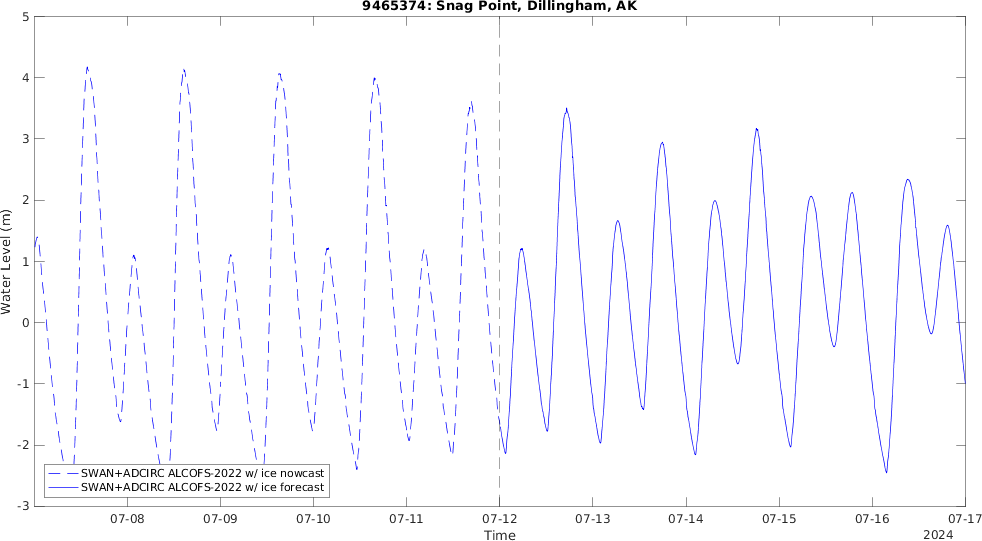 9465374: Snag Point, Dillingham, AK
Water Level (m)
5
4
3
2
1
0
-1
-2
-3
SWAN+ADCIRC ALCOFS-2022 w/ ice nowcast
SWAN+ADCIRC ALCOFS-2022 w/ ice forecast
07-08 07-09 07-10 07-11 07-12 07-13 07-14 07-15 07-16 07-17
Time
2024